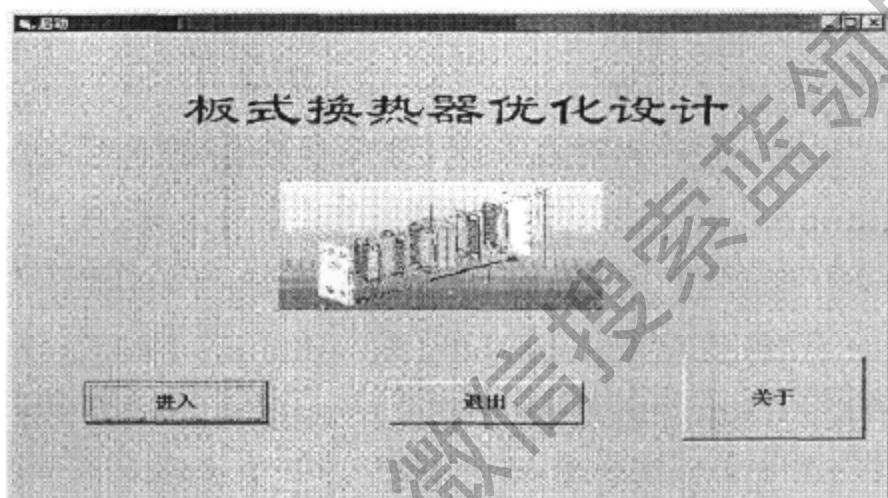 启动
板式换热器优化设计
进入
退出
关于
微信搜索蓝领